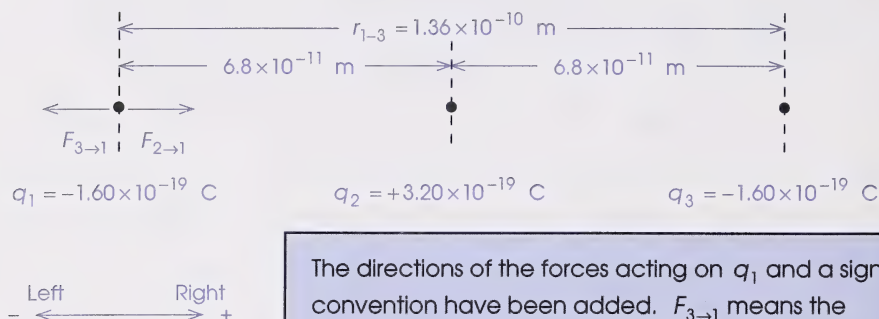 r₁₋₃ = 1.36×10⁻¹⁰ m
6.8×10⁻¹¹ m 6.8×10⁻¹¹ m
F₃→₁ F₂→₁
q₁ = −1.60×10⁻¹⁹ C q₂ = +3.20×10⁻¹⁹ C q₃ = −1.60×10⁻¹⁹ C
Left Right
− +
The directions of the forces acting on q₁ and a sign
convention have been added. F₃→₁ means the